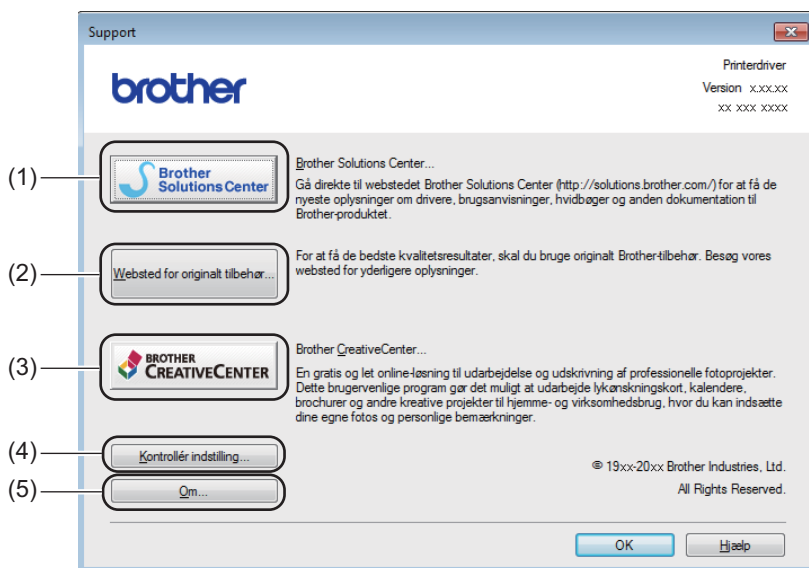 Support
brother
Printerdriver
Version x.xx.xx
xx xxx xxxx
(1)
Brother
Solutions Center
Brother Solutions Center...
Gå direkte til webstedet Brother Solutions Center (http://solutions.brother.com/) for at få de
nyeste oplysninger om drivere, brugsanvisninger, hvidbøger og anden dokumentation til
Brother-produktet.
(2)
Websted for originalt tilbehør...
For at få de bedste kvalitetsresultater, skal du bruge originalt Brother-tilbehør. Besøg vores
websted for yderligere oplysninger.
(3)
BROTHER
CREATIVECENTER
Brother CreativeCenter...
En gratis og let online-løsning til udarbejdelse og udskrivning af professionelle fotoprojekter.
Dette brugervenlige program gør det muligt at udarbejde lykønskningskort, kalendere,
brochurer og andre kreative projekter til hjemme- og virksomhedsbrug, hvor du kan indsætte
dine egne fotos og personlige bemærkninger.
(4)
Kontrollér indstilling...
(5)
Om...
© 19xx-20xx Brother Industries, Ltd.
All Rights Reserved.
OK
Hjælp